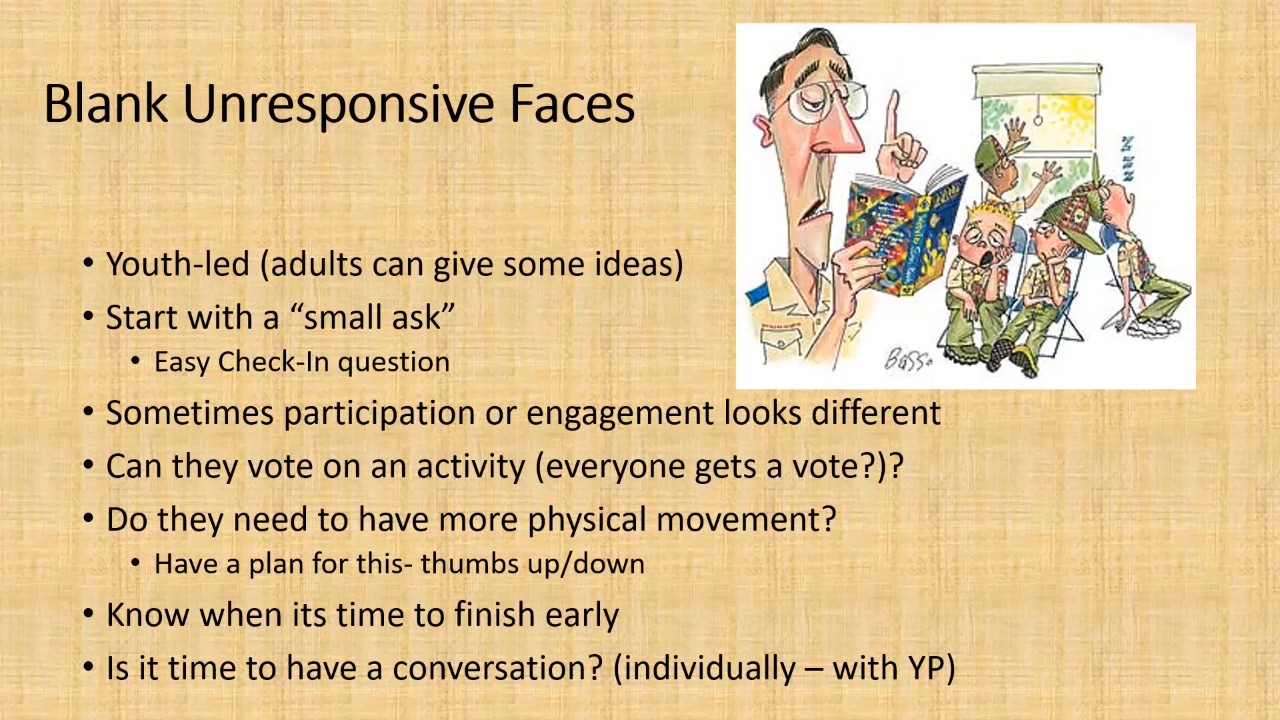 Blank Unresponsive Faces
• Youth-led (adults can give some ideas)
• Start with a “small ask”
• Easy Check-In question
• Sometimes participation or engagement looks different
• Can they vote on an activity (everyone gets a vote?)?
• Do they need to have more physical movement?
• Have a plan for this- thumbs up/down
• Know when its time to finish early
• Is it time to have a conversation? (individually – with YP)